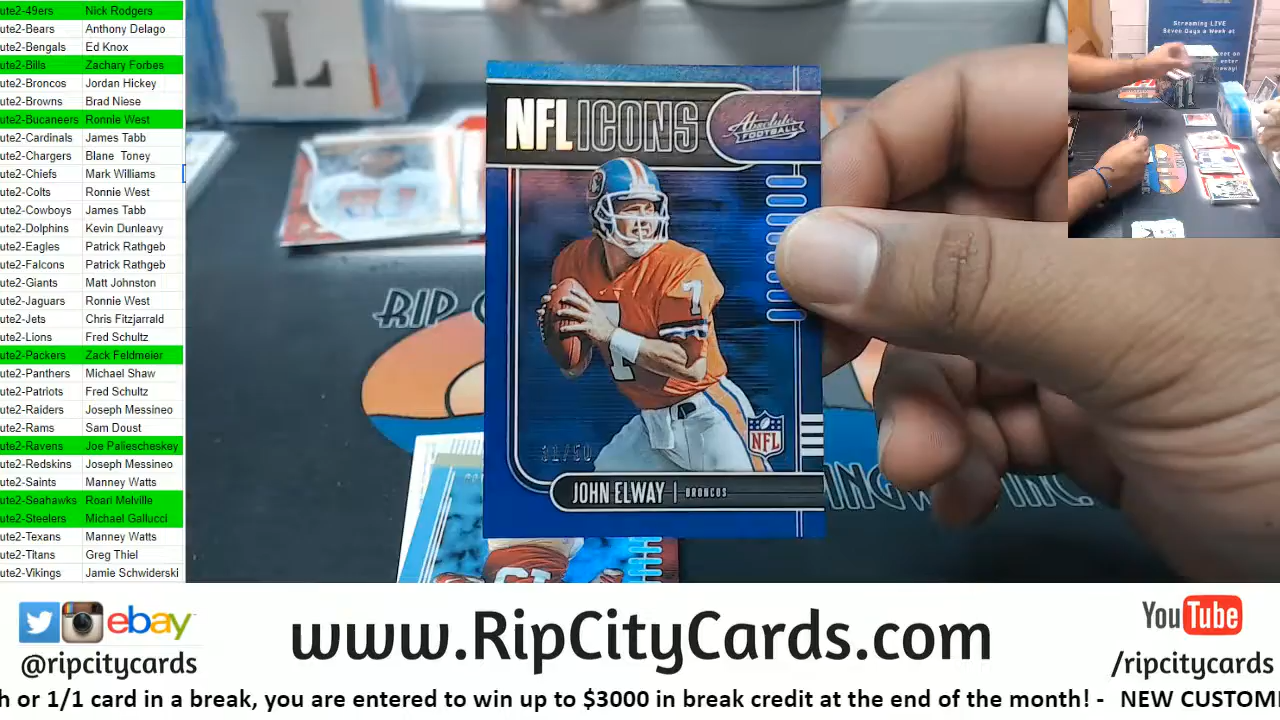 ute2-49ers Nick Rodgers
ute2-Bears Anthony Delago
ute2-Bengals Ed Knox
ute2-Bills Zachary Forbes
ute2-Broncos Jordan Hickey
ute2-Browns Brad Niese
ute2-Bucaneers Ronnie West
ute2-Cardinals James Tabb
ute2-Chargers Blane Toney
ute2-Chiefs Mark Williams
ute2-Colts Ronnie West
ute2-Cowboys James Tabb
ute2-Dolphins Kevin Dunleavy
ute2-Eagles Patrick Rathgeb
ute2-Falcons Patrick Rathgeb
ute2-Giants Matt Johnston
ute2-Jaguars Ronnie West
ute2-Jets Chris Fitzjarrald
ute2-Lions Fred Schultz
ute2-Packers Zack Feldmeier
ute2-Panthers Michael Shaw
ute2-Patriots Fred Schultz
ute2-Raiders Joseph Messineo
ute2-Rams Sam Doust
ute2-Ravens Joe Paliescheskey
ute2-Redskins Joseph Messineo
ute2-Saints Manney Watts
ute2-Seahawks Roari Melville
ute2-Steelers Michael Gallucci
ute2-Texans Manney Watts
ute2-Titans Greg Thiel
ute2-Vikings Jamie Schwiderski
L
NFL ICONS
Absolute
FOOTBALL
7
7
NFL
31/50
JOHN ELWAY | BRONCOS
RIP
INC
Streaming LIVE
Seven Days a Week at
ebay
@ripcitycards
www.RipCityCards.com
YouTube
/ripcitycards
h or 1/1 card in a break, you are entered to win up to $3000 in break credit at the end of the month! - NEW CUSTOM